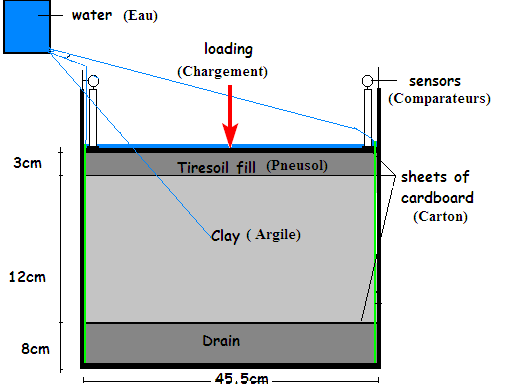 water (Eau)
loading
(Chargement)
sensors
(Comparateurs)
3cm
Tiresoil fill (Pneusol)
sheets of
cardboard
(Carton)
Clay ( Argile)
12cm
Drain
8cm
45.5cm